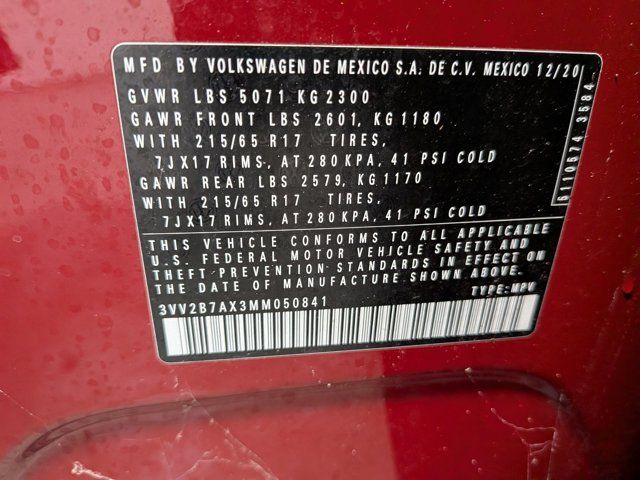 MFD BY VOLKSWAGEN DE MEXICO S.A. DE C.V. MEXICO 12/20
GVWR LBS 5071 KG 2300
GAWR FRONT LBS 2601, KG 1180
WITH 215/65 R17 TIRES,
7JX17 RIMS, AT 280 KPA, 41 PSI COLD
GAWR REAR LBS 2579, KG 1170
WITH 215/65 R17 TIRES,
7JX17 RIMS, AT 280 KPA, 41 PSI COLD
THIS VEHICLE CONFORMS TO ALL APPLICABLE
U.S. FEDERAL MOTOR VEHICLE SAFETY AND
THEFT PREVENTION STANDARDS IN EFFECT ON
THE DATE OF MANUFACTURE SHOWN ABOVE.
3VV2B7AX3MM050841 TYPE: MPV
5110574 3584